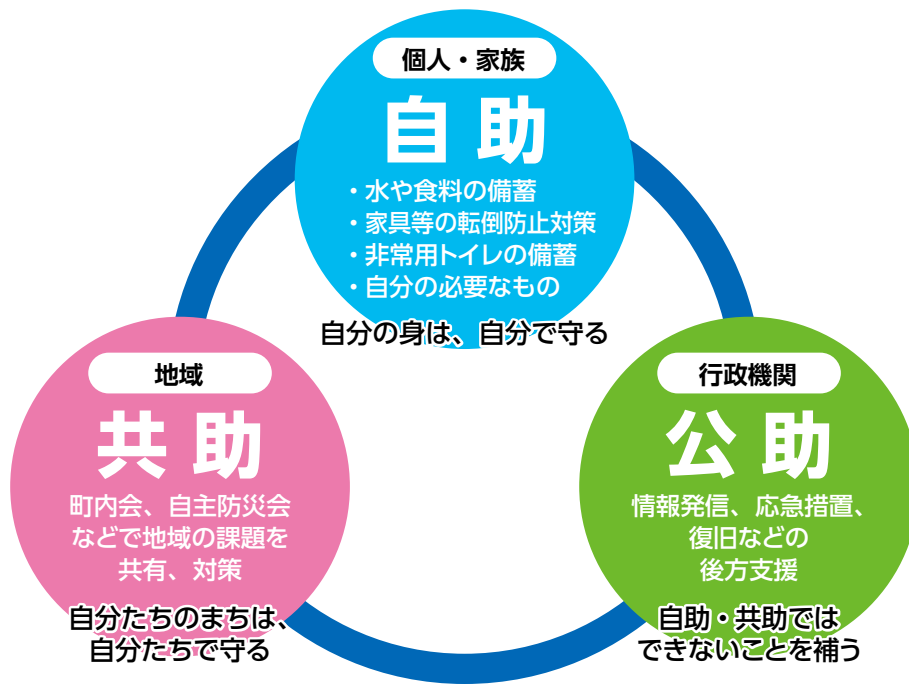 個人・家族
自助
・水や食料の備蓄
・家具等の転倒防止対策
・非常用トイレの備蓄
・自分の必要なもの
自分の身は、自分で守る
地域
共助
町内会、自主防災会
などで地域の課題を
共有、対策
自分たちのまちは、
自分たちで守る
行政機関
公助
情報発信、応急措置、
復旧などの
後方支援
自助・共助では
できないことを補う